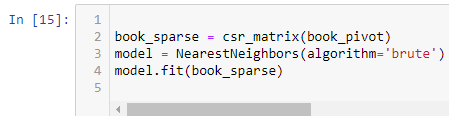 In [15]:
1
2 book_sparse = csr_matrix(book_pivot)
3 model = NearestNeighbors(algorithm='brute')
4 model.fit(book_sparse)
5